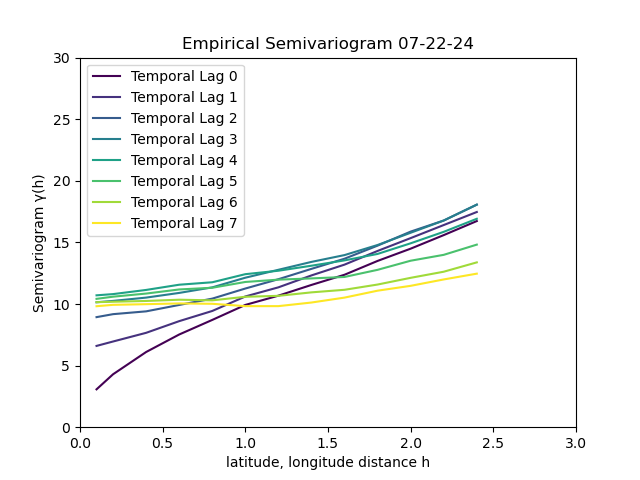 Empirical Semivariogram 07-22-24
30
25
20
15
10
5
0
Semivariogram γ(h)
Temporal Lag 0
Temporal Lag 1
Temporal Lag 2
Temporal Lag 3
Temporal Lag 4
Temporal Lag 5
Temporal Lag 6
Temporal Lag 7
0.0 0.5 1.0 1.5 2.0 2.5 3.0
latitude, longitude distance h